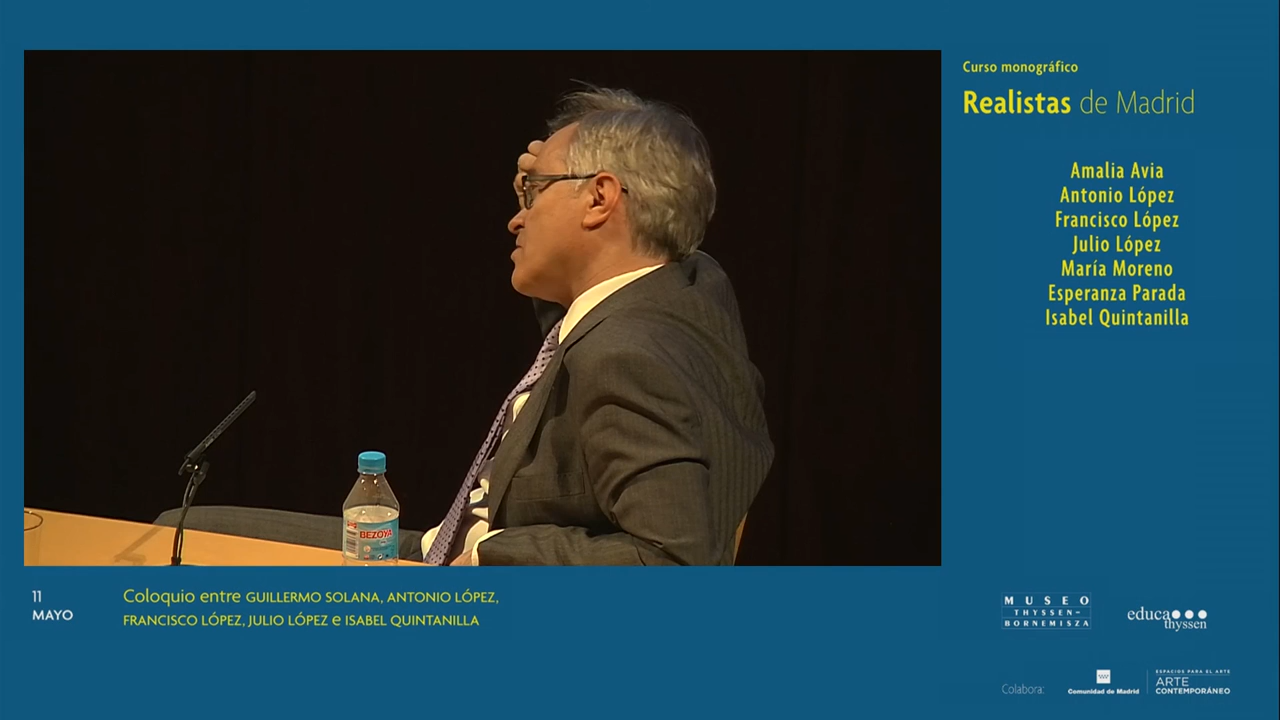 Curso monográfico
Realistas de Madrid
Amalia Avia
Antonio López
Francisco López
Julio López
María Moreno
Esperanza Parada
Isabel Quintanilla
BEZOYA
11
MAYO
Coloquio entre GUILLERMO SOLANA, ANTONIO LÓPEZ,
FRANCISCO LÓPEZ, JULIO LÓPEZ e ISABEL QUINTANILLA
MUSEO
THYSSEN-
BORNEMISZA
educa
thyssen
Colabora:
Comunidad de Madrid
ESPACIOS PARA EL ARTE
ARTE
CONTEMPORÁNEO